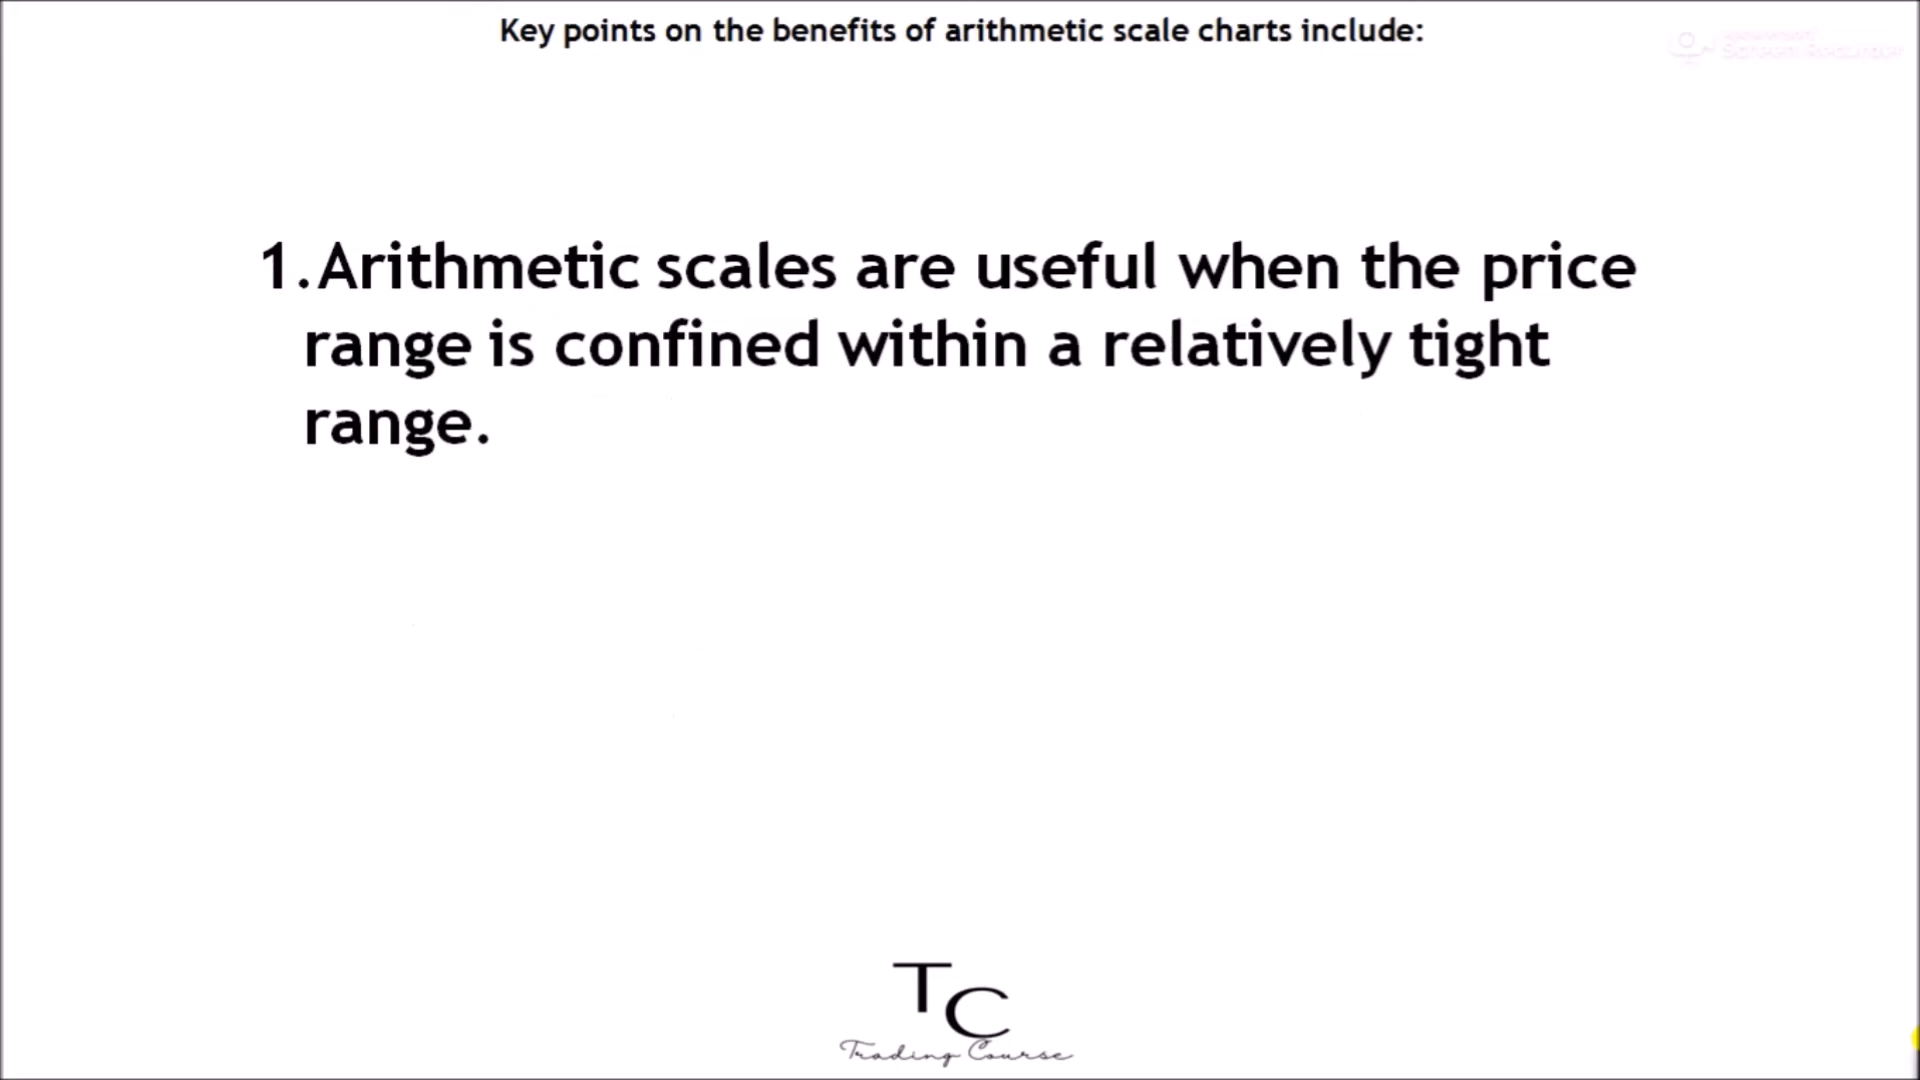 Key points on the benefits of arithmetic scale charts include:
1.Arithmetic scales are useful when the price
range is confined within a relatively tight
range.
TC
Trading Course